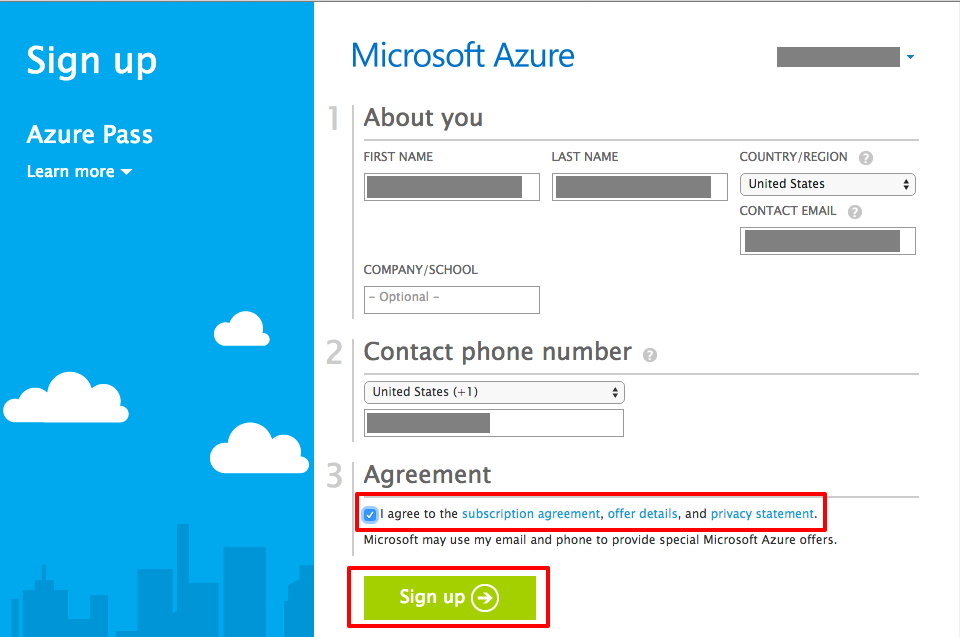 Sign up
Azure Pass
Learn more
Microsoft Azure
1 About you
FIRST NAME LAST NAME COUNTRY/REGION ?
United States
CONTACT EMAIL ?
COMPANY/SCHOOL
– Optional –
2 Contact phone number ?
United States (+1)
3 Agreement
I agree to the subscription agreement, offer details, and privacy statement.
Microsoft may use my email and phone to provide special Microsoft Azure offers.
Sign up